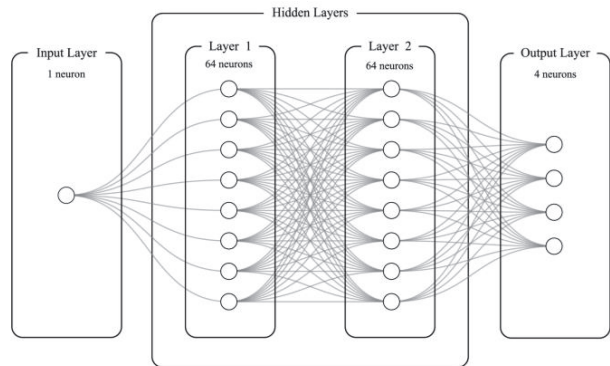 Hidden Layers
Input Layer
1 neuron
Layer 1
64 neurons
Layer 2
64 neurons
Output Layer
4 neurons